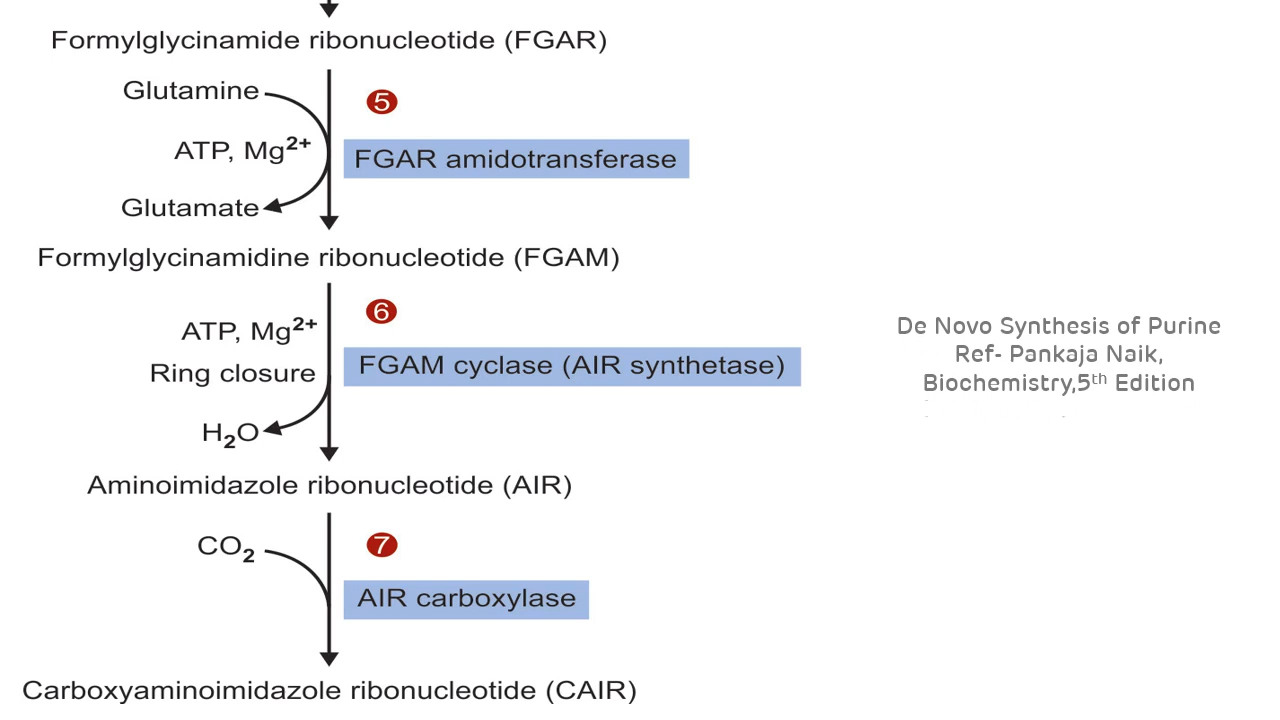 Formylglycinamide ribonucleotide (FGAR)
Glutamine
5
ATP, Mg2+
FGAR amidotransferase
Glutamate
Formylglycinamidine ribonucleotide (FGAM)
6
ATP, Mg2+
FGAM cyclase (AIR synthetase)
Ring closure
H2O
Aminoimidazole ribonucleotide (AIR)
CO2
7
AIR carboxylase
Carboxyaminoimidazole ribonucleotide (CAIR)
De Novo Synthesis of Purine
Ref- Pankaja Naik,
Biochemistry,5th Edition